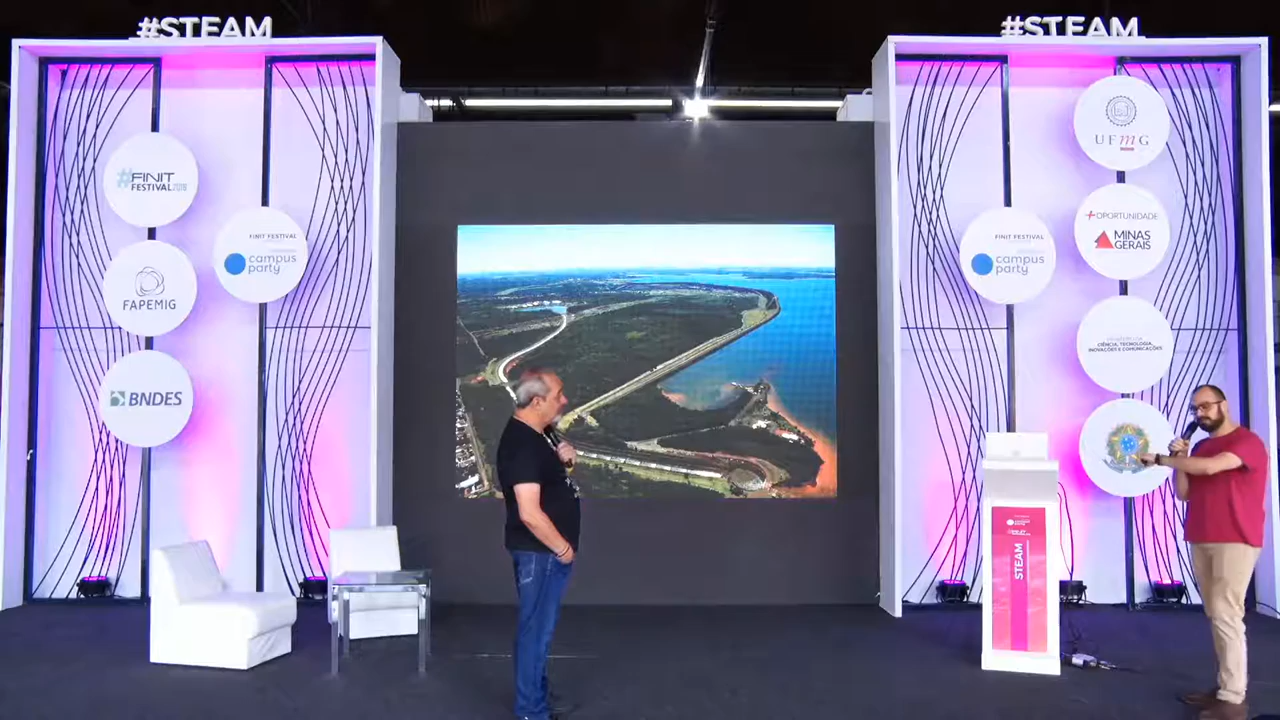 #STEAM
#STEAM
#FINIT
FESTIVAL
FAPEMIG
BNDES
FINIT FESTIVAL
campus
party
FINIT FESTIVAL
campus
party
UFMG
+OPORTUNIDADE
MINAS
GERAIS
CIÊNCIA, TECNOLOGIA,
INOVAÇÕES E COMUNICAÇÕES
STEAM